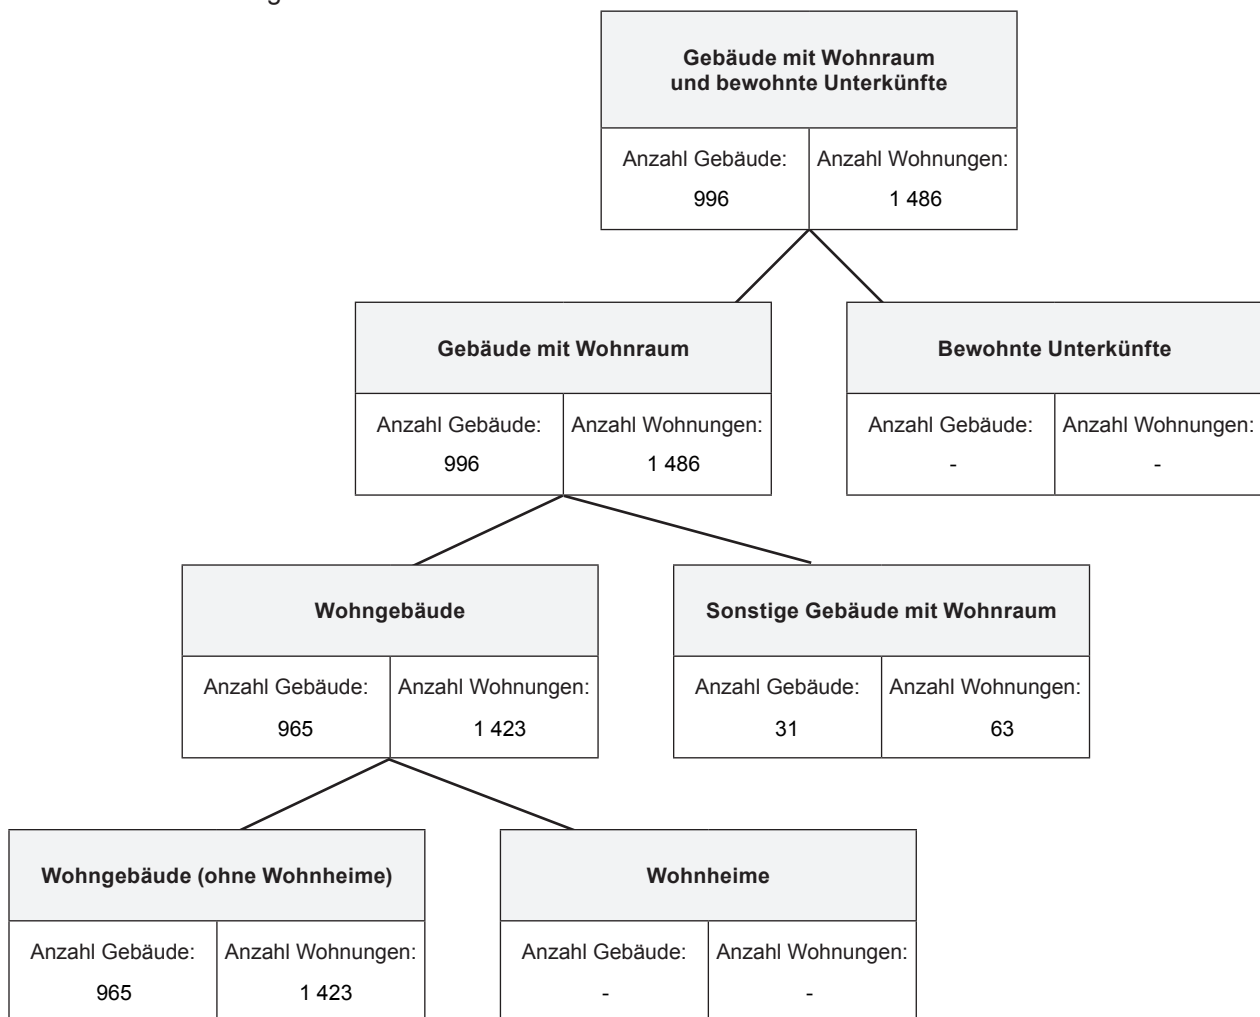 Gebäude mit Wohnraum
und bewohnte Unterkünfte
Anzahl Gebäude: Anzahl Wohnungen:
996 1 486
Gebäude mit Wohnraum Bewohnte Unterkünfte
Anzahl Gebäude: Anzahl Wohnungen: Anzahl Gebäude: Anzahl Wohnungen:
996 1 486 - -
Wohngebäude Sonstige Gebäude mit Wohnraum
Anzahl Gebäude: Anzahl Wohnungen: Anzahl Gebäude: Anzahl Wohnungen:
965 1 423 31 63
Wohngebäude (ohne Wohnheime) Wohnheime
Anzahl Gebäude: Anzahl Wohnungen: Anzahl Gebäude: Anzahl Wohnungen:
965 1 423 - -